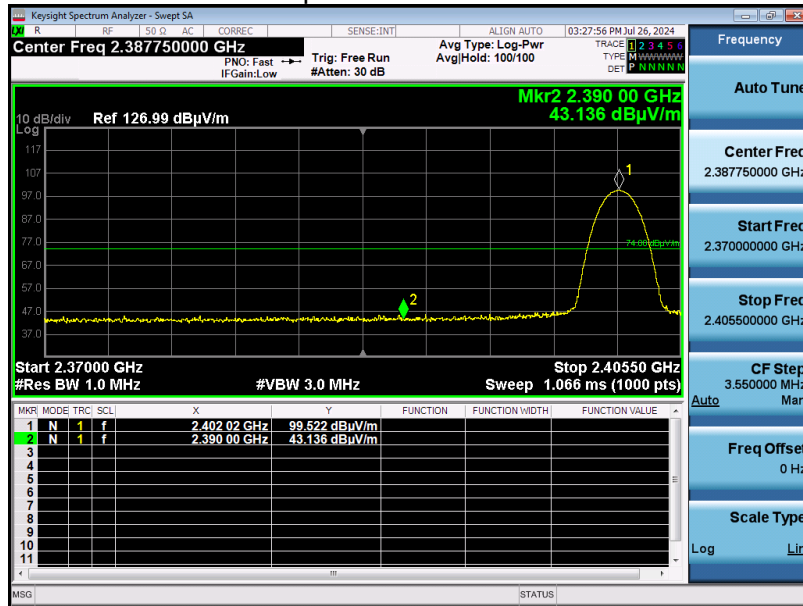 Keysight Spectrum Analyzer - Swept SA
LXI R RF 50 Ω AC CORREC SENSE:INT ALIGN AUTO 03:27:56 PM Jul 26, 2024
Center Freq 2.387750000 GHz
PNO: Fast
IFGain:Low
Trig: Free Run
#Atten: 30 dB
Avg Type: Log-Pwr
Avg|Hold: 100/100
TRACE 1 2 3 4 5 6
TYPE M WWWWW
DET P N N N N N
Mkr2 2.390 00 GHz
43.136 dBµV/m
10 dB/div Ref 126.99 dBµV/m
Log
117
107
97.0
87.0
77.0
67.0
57.0
47.0
37.0
1
74.00 dBµV/m
2
Start 2.37000 GHz Stop 2.40550 GHz
#Res BW 1.0 MHz #VBW 3.0 MHz Sweep 1.066 ms (1000 pts)
MKR MODE TRC SCL X Y FUNCTION FUNCTION WIDTH FUNCTION VALUE
1 N 1 f 2.402 02 GHz 99.522 dBµV/m
2 N 1 f 2.390 00 GHz 43.136 dBµV/m
3
4
5
6
7
8
9
10
11
MSG STATUS
Frequency
Auto Tune
Center Freq
2.387750000 GHz
Start Freq
2.370000000 GHz
Stop Freq
2.405500000 GHz
CF Step
3.550000 MHz
Auto Man
Freq Offset
0 Hz
Scale Type
Log Lin